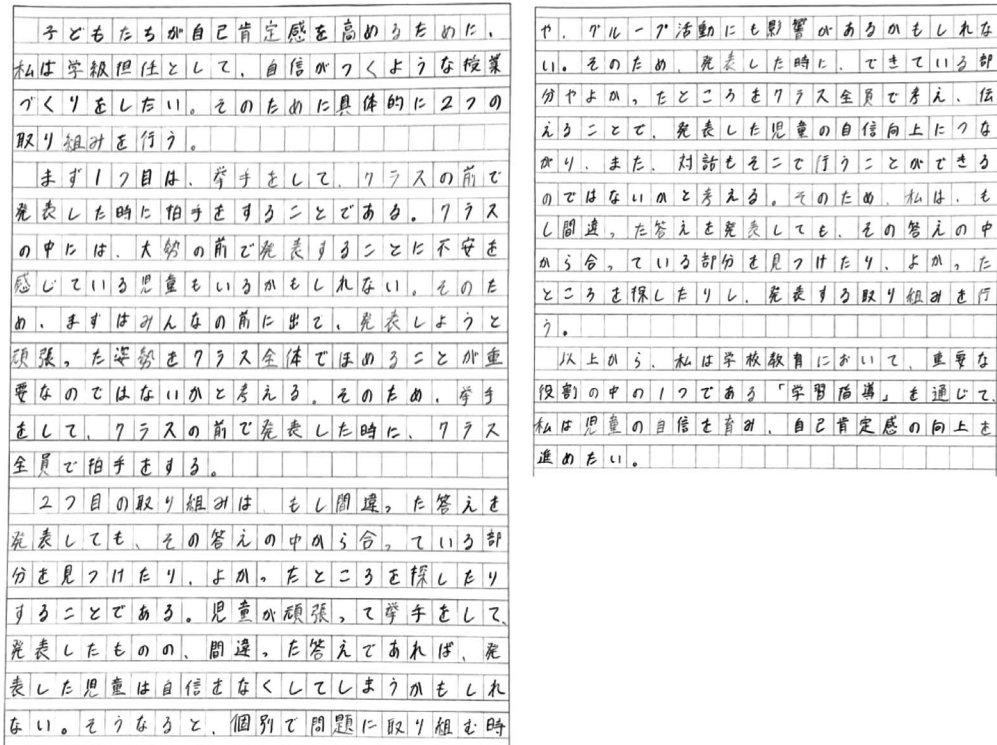 子どもたちが自己肯定感を高めるために、
私は学級担任として、自信がつくような授業
づくりをしたい。そのために具体的に2つの
取り組みを行う。
まず1つ目は、挙手をして、クラスの前で
発表した時に拍手をすることである。クラス
の中には、大勢の前で発表することに不安を
感じている児童もいるかもしれない。そのた
め、まずはみんなの前に出て、発表しようと
頑張った姿勢をクラス全体でほめることが重
要なのではないかと考える。そのため、挙手
をして、クラスの前で発表した時に、クラス
全員で拍手をする。
2つ目の取り組みは、もし間違った答えを
発表しても、その答えの中から合っている部
分を見つけたり、よかったところを探したり
することである。児童が頑張って挙手をして、
発表したものの、間違った答えであれば、発
表した児童は自信をなくしてしまうかもしれ
ない。そうなると、個別で問題に取り組む時
や、グループ活動にも影響があるかもしれな
い。そのため、発表した時に、できている部
分やよかったところをクラス全員で考え、伝
えることで、発表した児童の自信向上につな
がり、また、対話もそこで行うことができる
のではないかと考える。そのため、私は、も
し間違った答えを発表しても、その答えの中
から合っている部分を見つけたり、よかった
ところを探したりし、発表する取り組みを行
う。
以上から、私は学校教育において、重要な
役割の中の1つである「学習指導」を通じて、
私は児童の自信を育み、自己肯定感の向上を
進めたい。